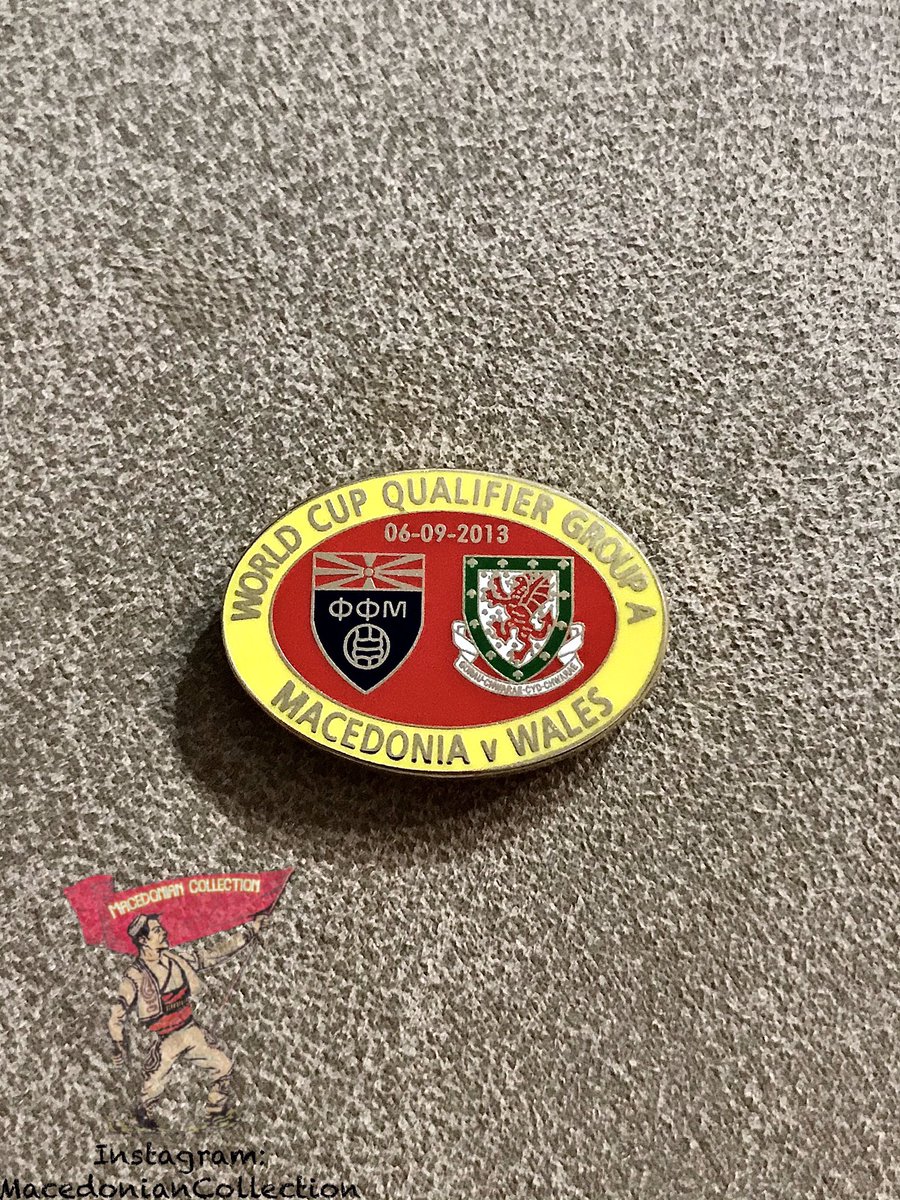 WORLD CUP QUALIFIER GROUP A
06-09-2013
ФФМ
MACEDONIA v WALES
MACEDONIAN COLLECTION
Instagram:
MacedonianCollection